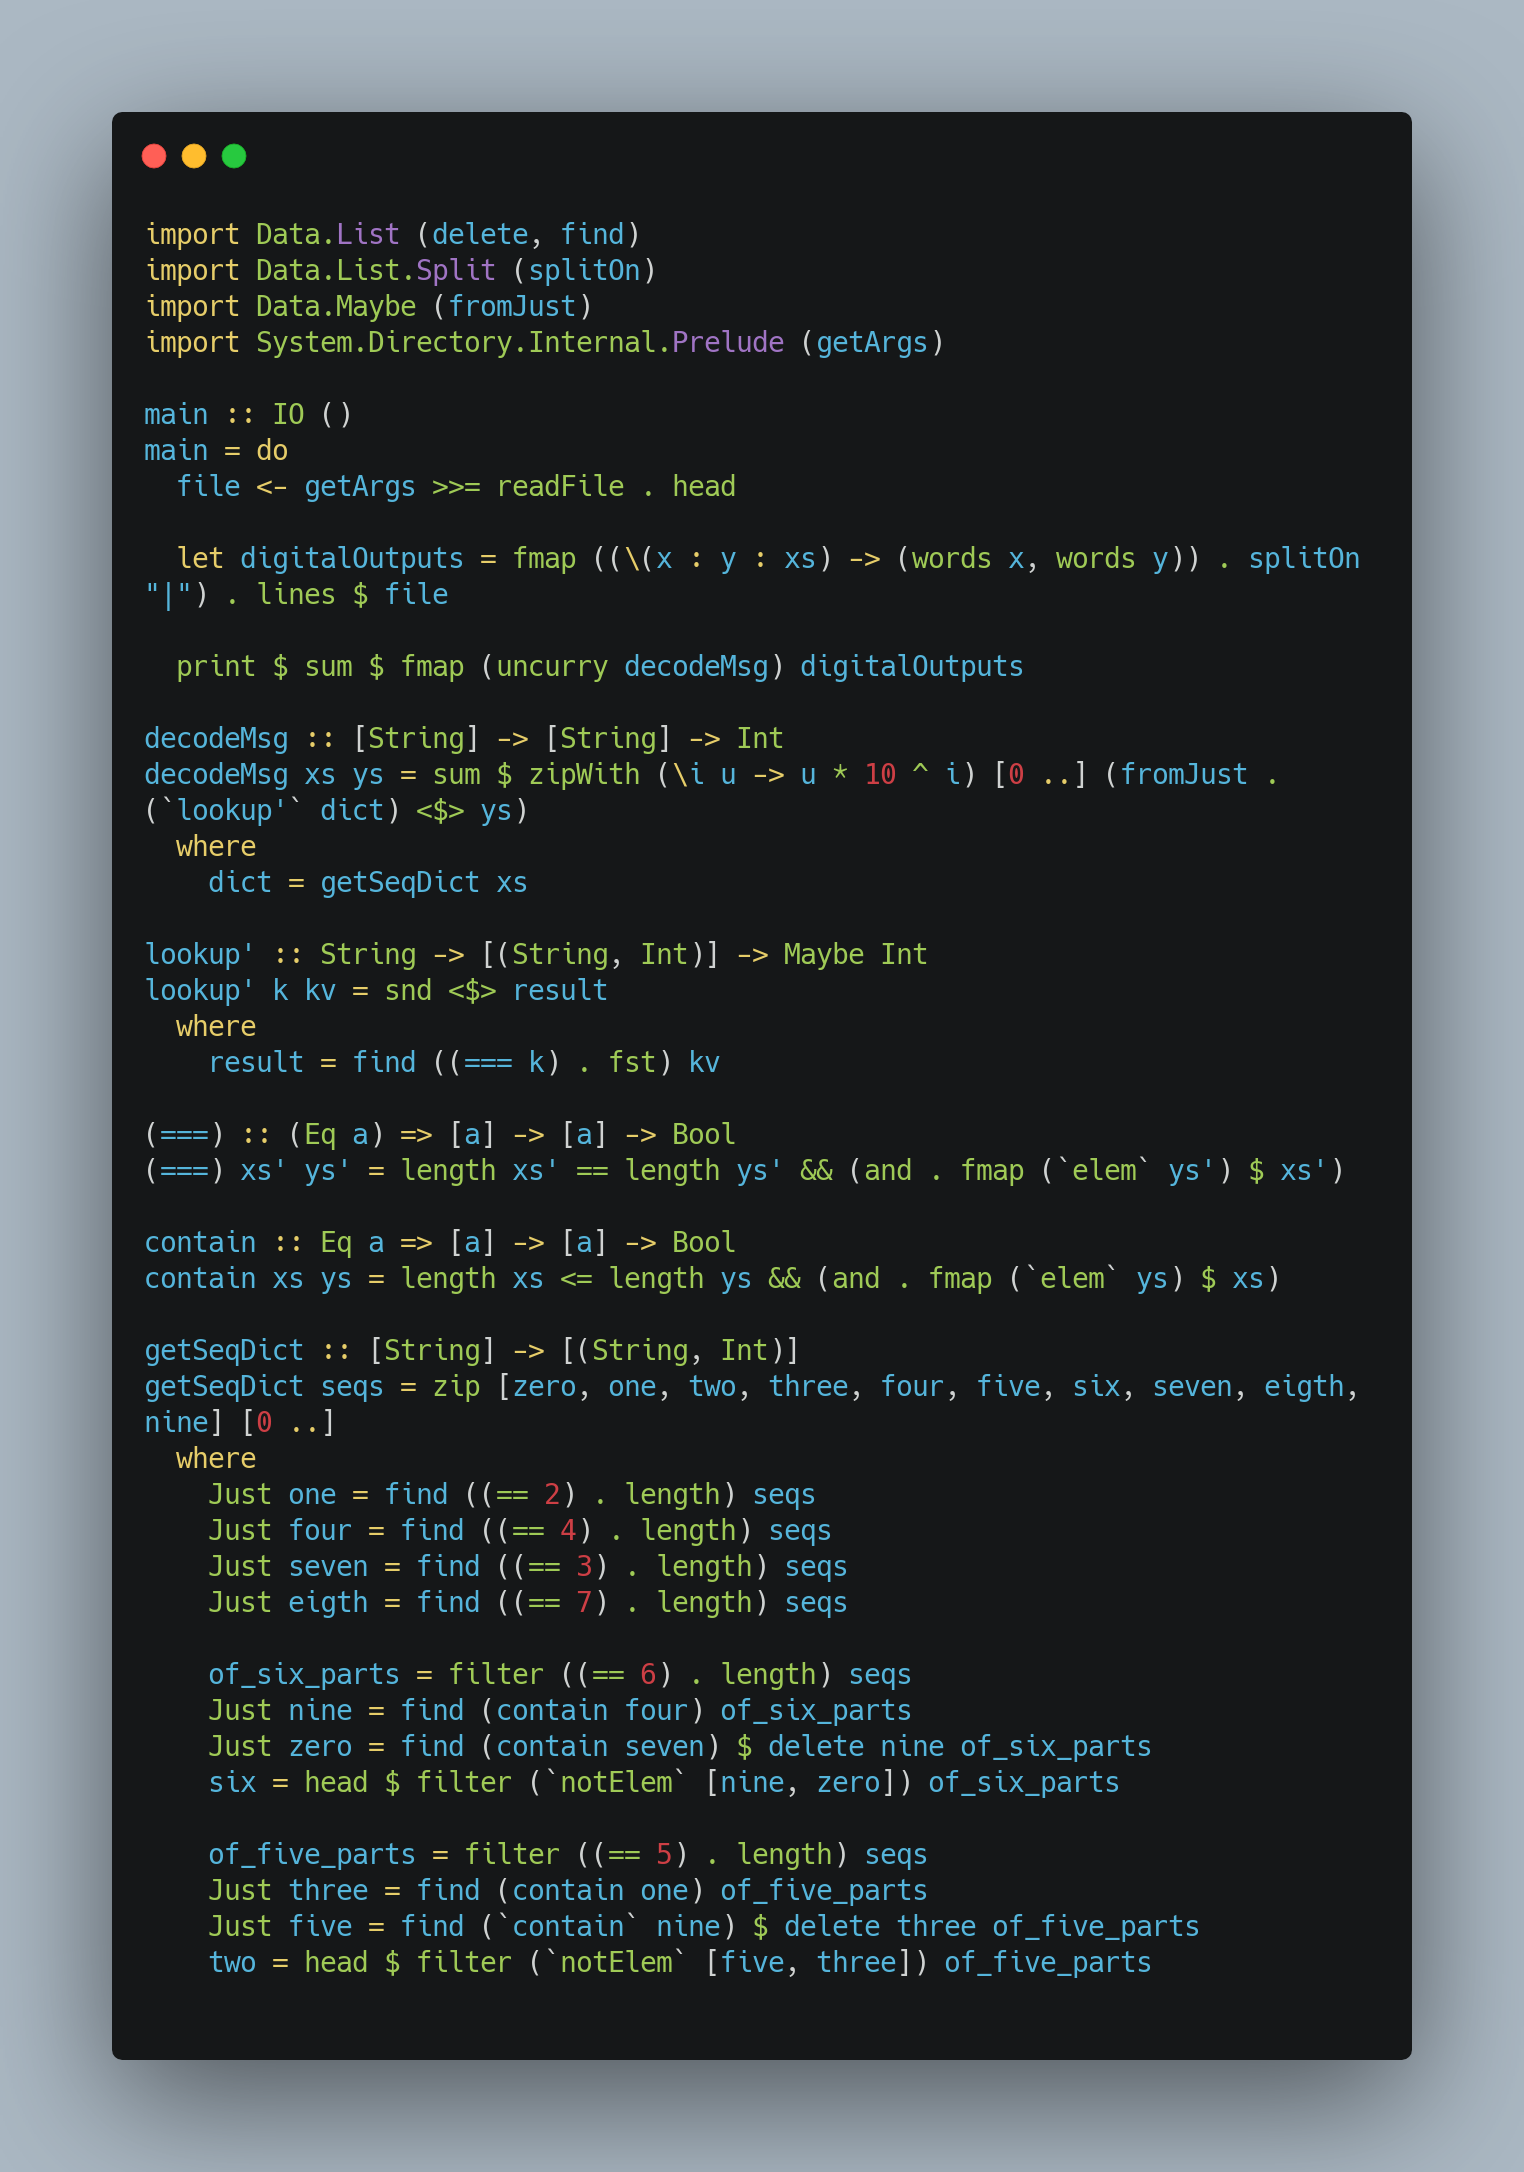 import Data.List (delete, find)
import Data.List.Split (splitOn)
import Data.Maybe (fromJust)
import System.Directory.Internal.Prelude (getArgs)

main :: IO ()
main = do
  file <- getArgs >>= readFile . head

  let digitalOutputs = fmap ((\(x : y : xs) -> (words x, words y)) . splitOn
"|") . lines $ file

  print $ sum $ fmap (uncurry decodeMsg) digitalOutputs

decodeMsg :: [String] -> [String] -> Int
decodeMsg xs ys = sum $ zipWith (\i u -> u * 10 ^ i) [0 ..] (fromJust .
(`lookup'` dict) <$> ys)
  where
    dict = getSeqDict xs

lookup' :: String -> [(String, Int)] -> Maybe Int
lookup' k kv = snd <$> result
  where
    result = find ((=== k) . fst) kv

(===) :: (Eq a) => [a] -> [a] -> Bool
(===) xs' ys' = length xs' == length ys' && (and . fmap (`elem` ys') $ xs')

contain :: Eq a => [a] -> [a] -> Bool
contain xs ys = length xs <= length ys && (and . fmap (`elem` ys) $ xs)

getSeqDict :: [String] -> [(String, Int)]
getSeqDict seqs = zip [zero, one, two, three, four, five, six, seven, eigth,
nine] [0 ..]
  where
    Just one = find ((== 2) . length) seqs
    Just four = find ((== 4) . length) seqs
    Just seven = find ((== 3) . length) seqs
    Just eigth = find ((== 7) . length) seqs

    of_six_parts = filter ((== 6) . length) seqs
    Just nine = find (contain four) of_six_parts
    Just zero = find (contain seven) $ delete nine of_six_parts
    six = head $ filter (`notElem` [nine, zero]) of_six_parts

    of_five_parts = filter ((== 5) . length) seqs
    Just three = find (contain one) of_five_parts
    Just five = find (`contain` nine) $ delete three of_five_parts
    two = head $ filter (`notElem` [five, three]) of_five_parts